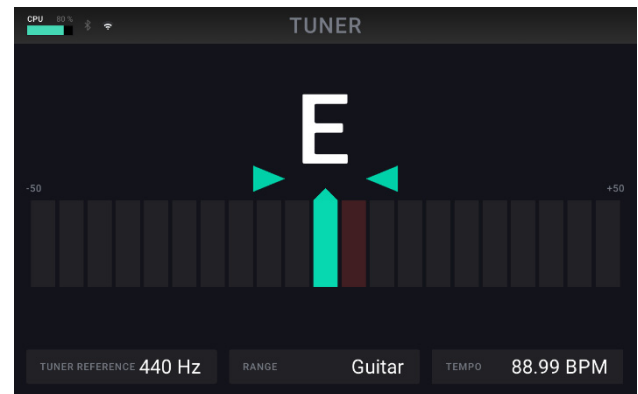 CPU 80 %
TUNER
E
-50
+50
TUNER REFERENCE 440 Hz
RANGE Guitar
TEMPO 88.99 BPM